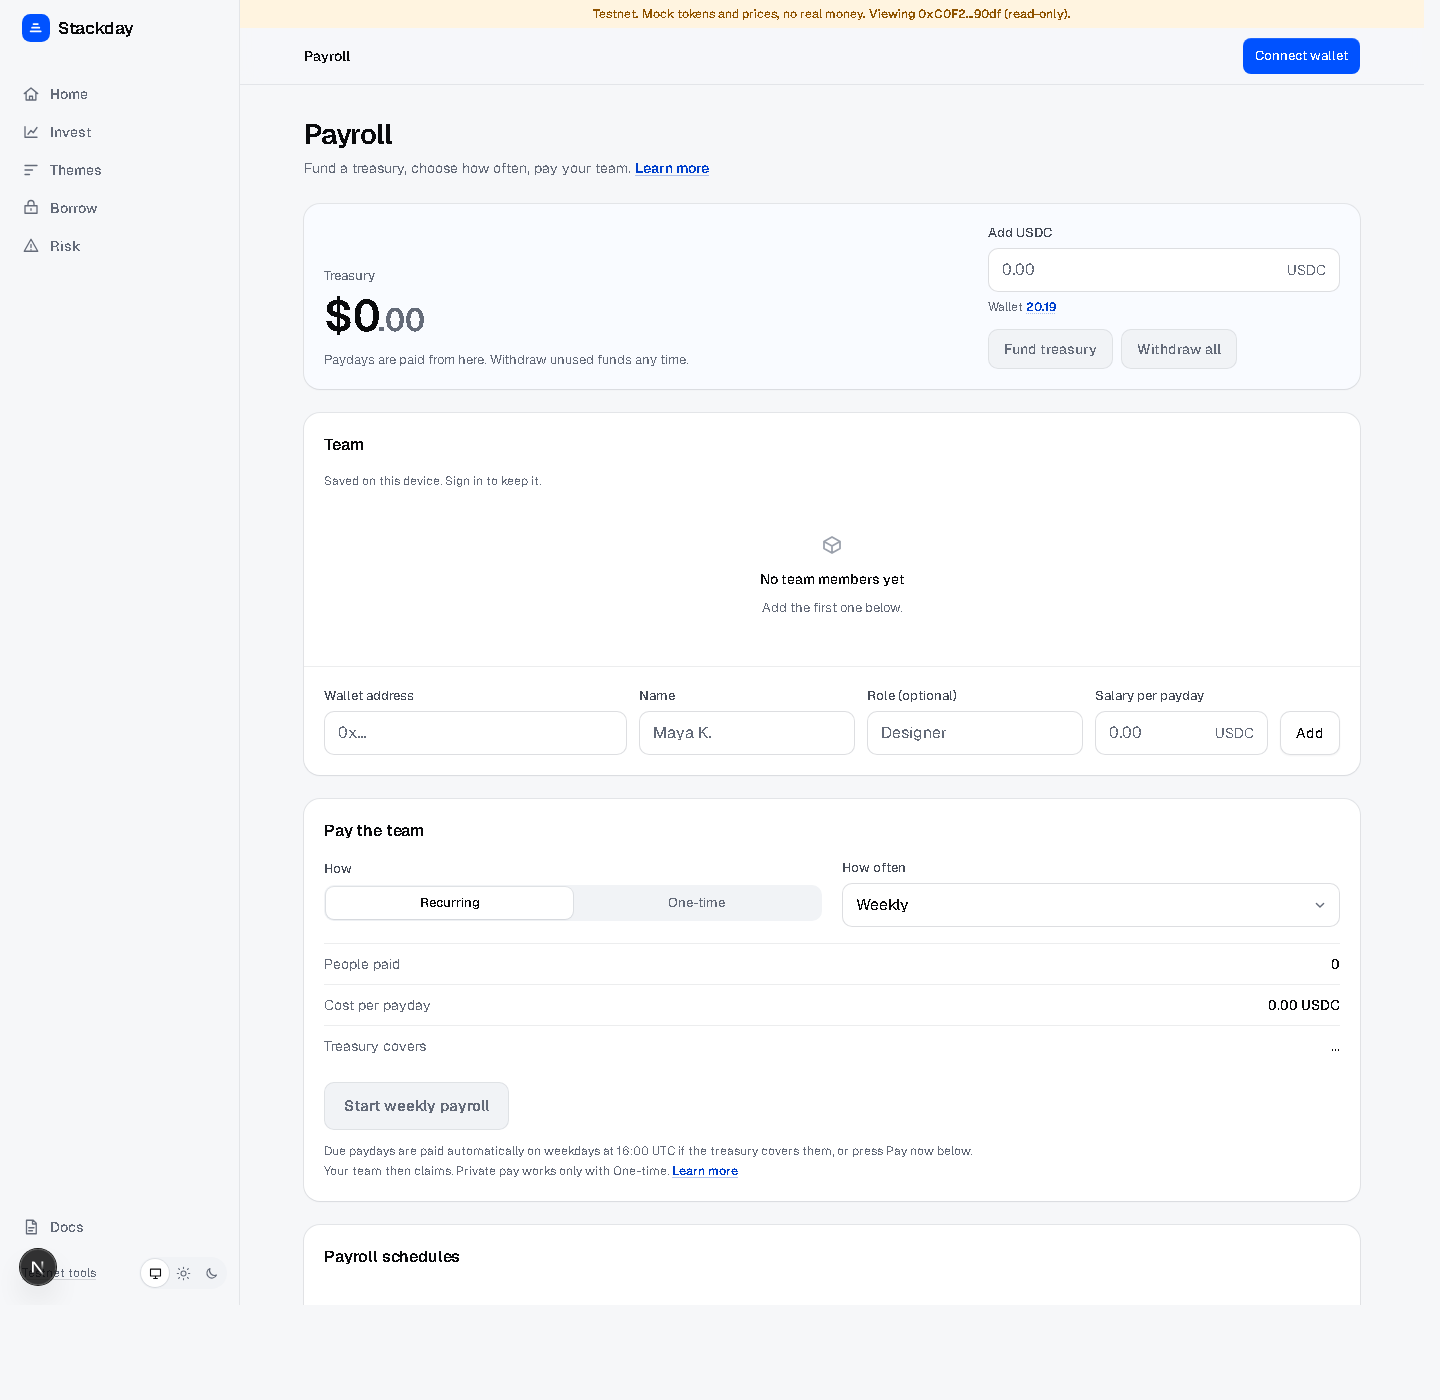 Stackday
Home
Invest
Themes
Borrow
Risk
Docs
tools
Testnet. Mock tokens and prices, no real money. Viewing 0xC0F2…90df (read-only).
Payroll
Connect wallet
Payroll
Fund a treasury, choose how often, pay your team. Learn more
Treasury
$0.00
Paydays are paid from here. Withdraw unused funds any time.
Add USDC
0.00 USDC
Wallet 20.19
Fund treasury Withdraw all
Team
Saved on this device. Sign in to keep it.
No team members yet
Add the first one below.
Wallet address Name Role (optional) Salary per payday
0x... Maya K. Designer 0.00 USDC Add
Pay the team
How How often
Recurring One-time Weekly
People paid 0
Cost per payday 0.00 USDC
Treasury covers ...
Start weekly payroll
Due paydays are paid automatically on weekdays at 16:00 UTC if the treasury covers them, or press Pay now below.
Your team then claims. Private pay works only with One-time. Learn more
Payroll schedules